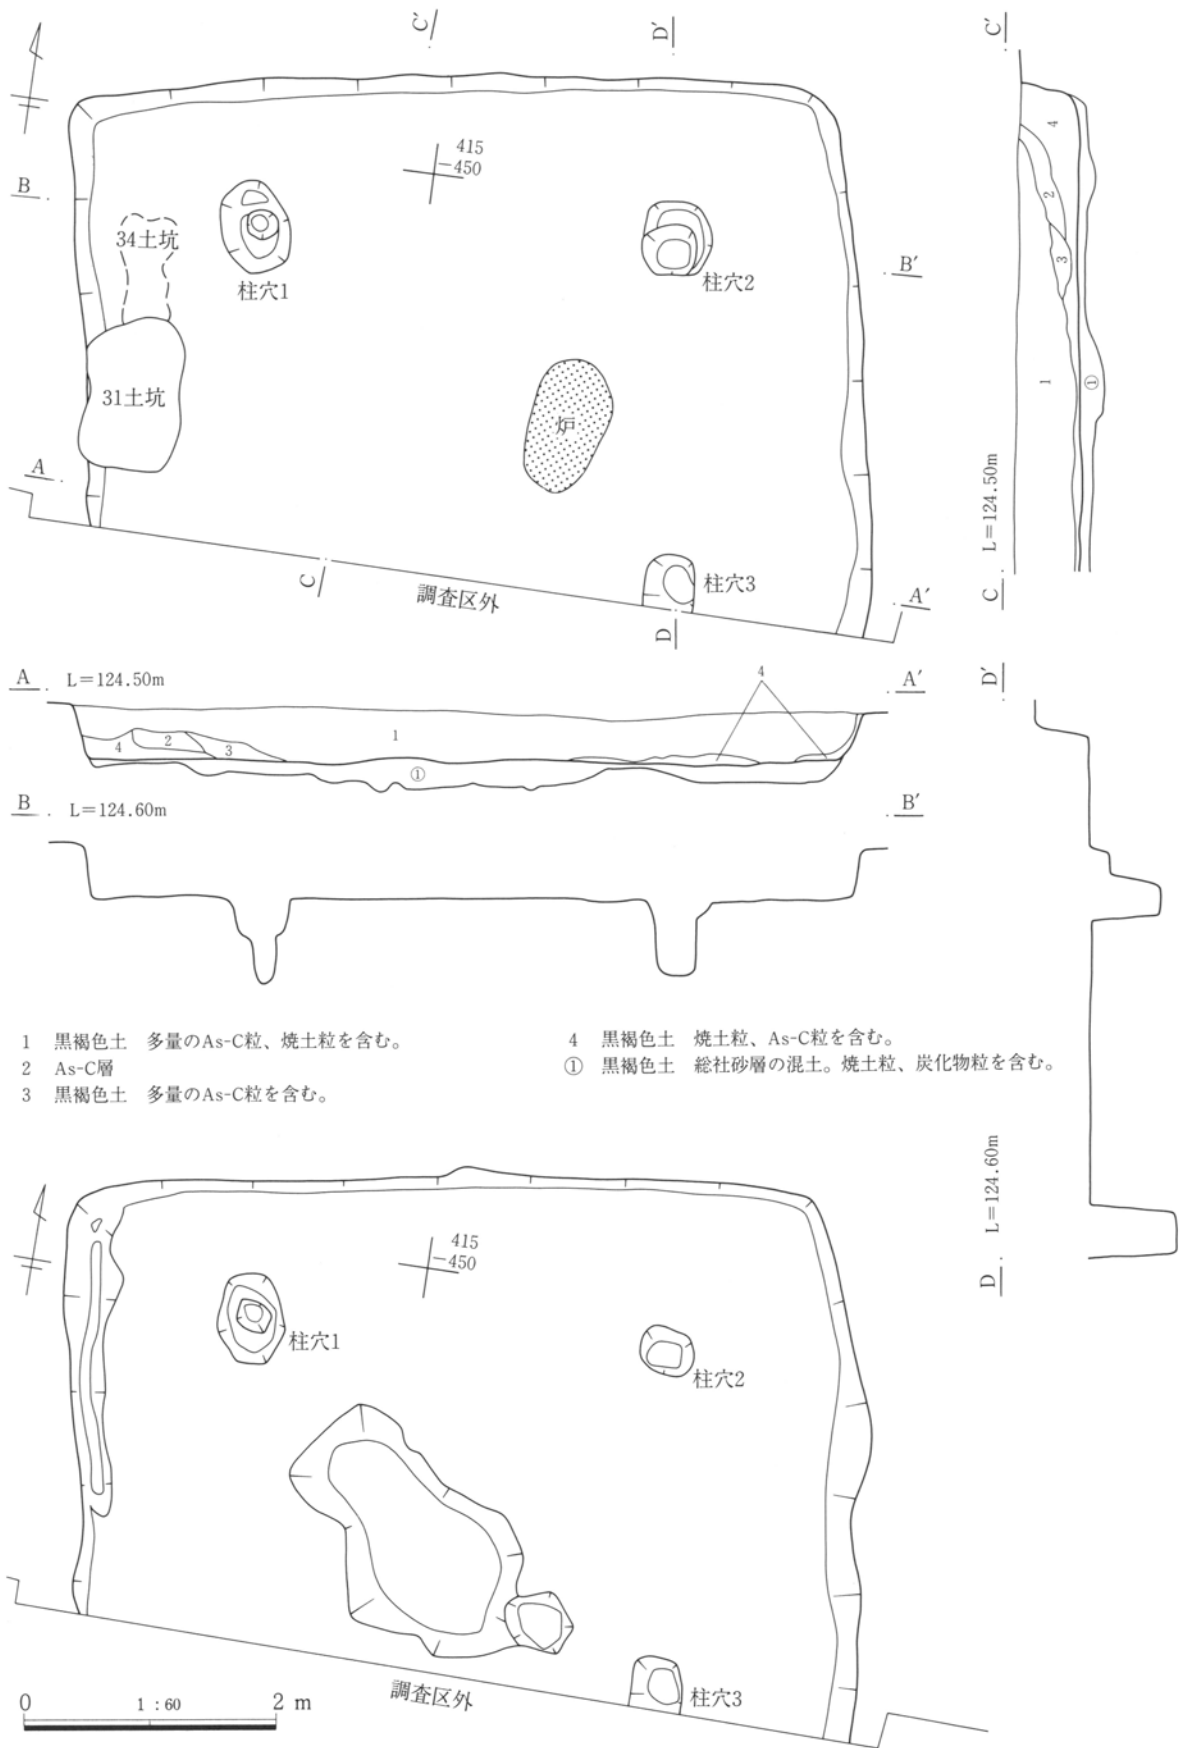 C′
D′
C′
415
−450
B
34土坑
柱穴1
柱穴2
B′
31土坑
炉
A
C
調査区外
柱穴3
D
A′
4
2
3
1
①
L=124.50m
C
A
L=124.50m
A′
4
1
4
2
3
①
B
L=124.60m
B′
D′
1 黒褐色土 多量のAs-C粒、焼土粒を含む。
2 As-C層
3 黒褐色土 多量のAs-C粒を含む。
4 黒褐色土 焼土粒、As-C粒を含む。
① 黒褐色土 総社砂層の混土。焼土粒、炭化物粒を含む。
L=124.60m
D
415
−450
柱穴1
柱穴2
調査区外
柱穴3
0 1:60 2 m